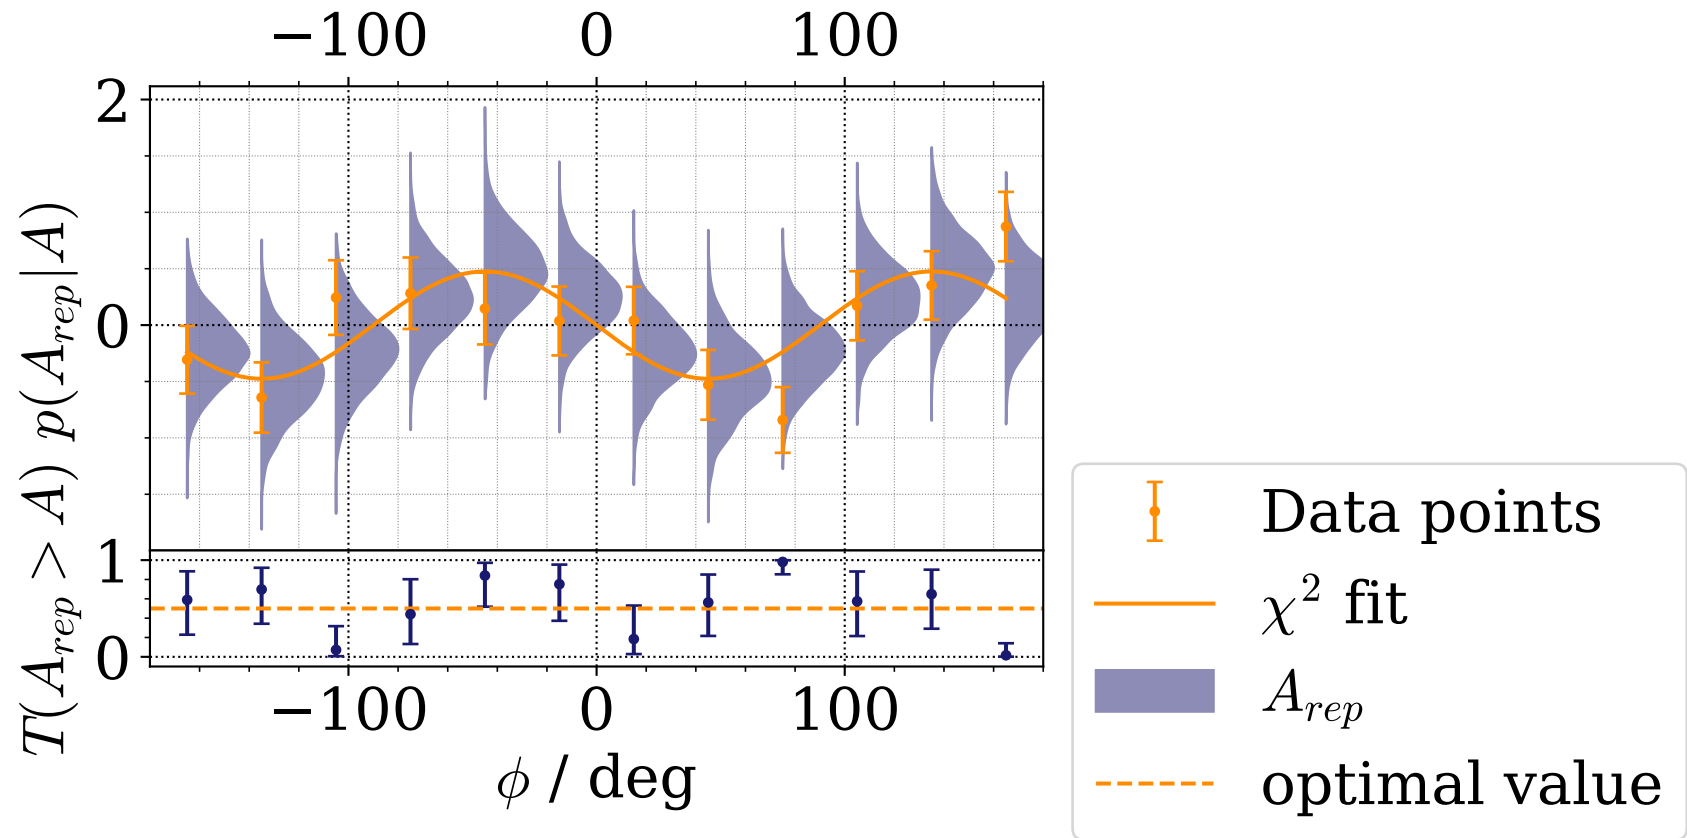 −100 0 100
2
0
p(A_rep|A)
1
0
T(A_rep > A)
−100 0 100
ϕ / deg
Data points
χ² fit
A_rep
optimal value